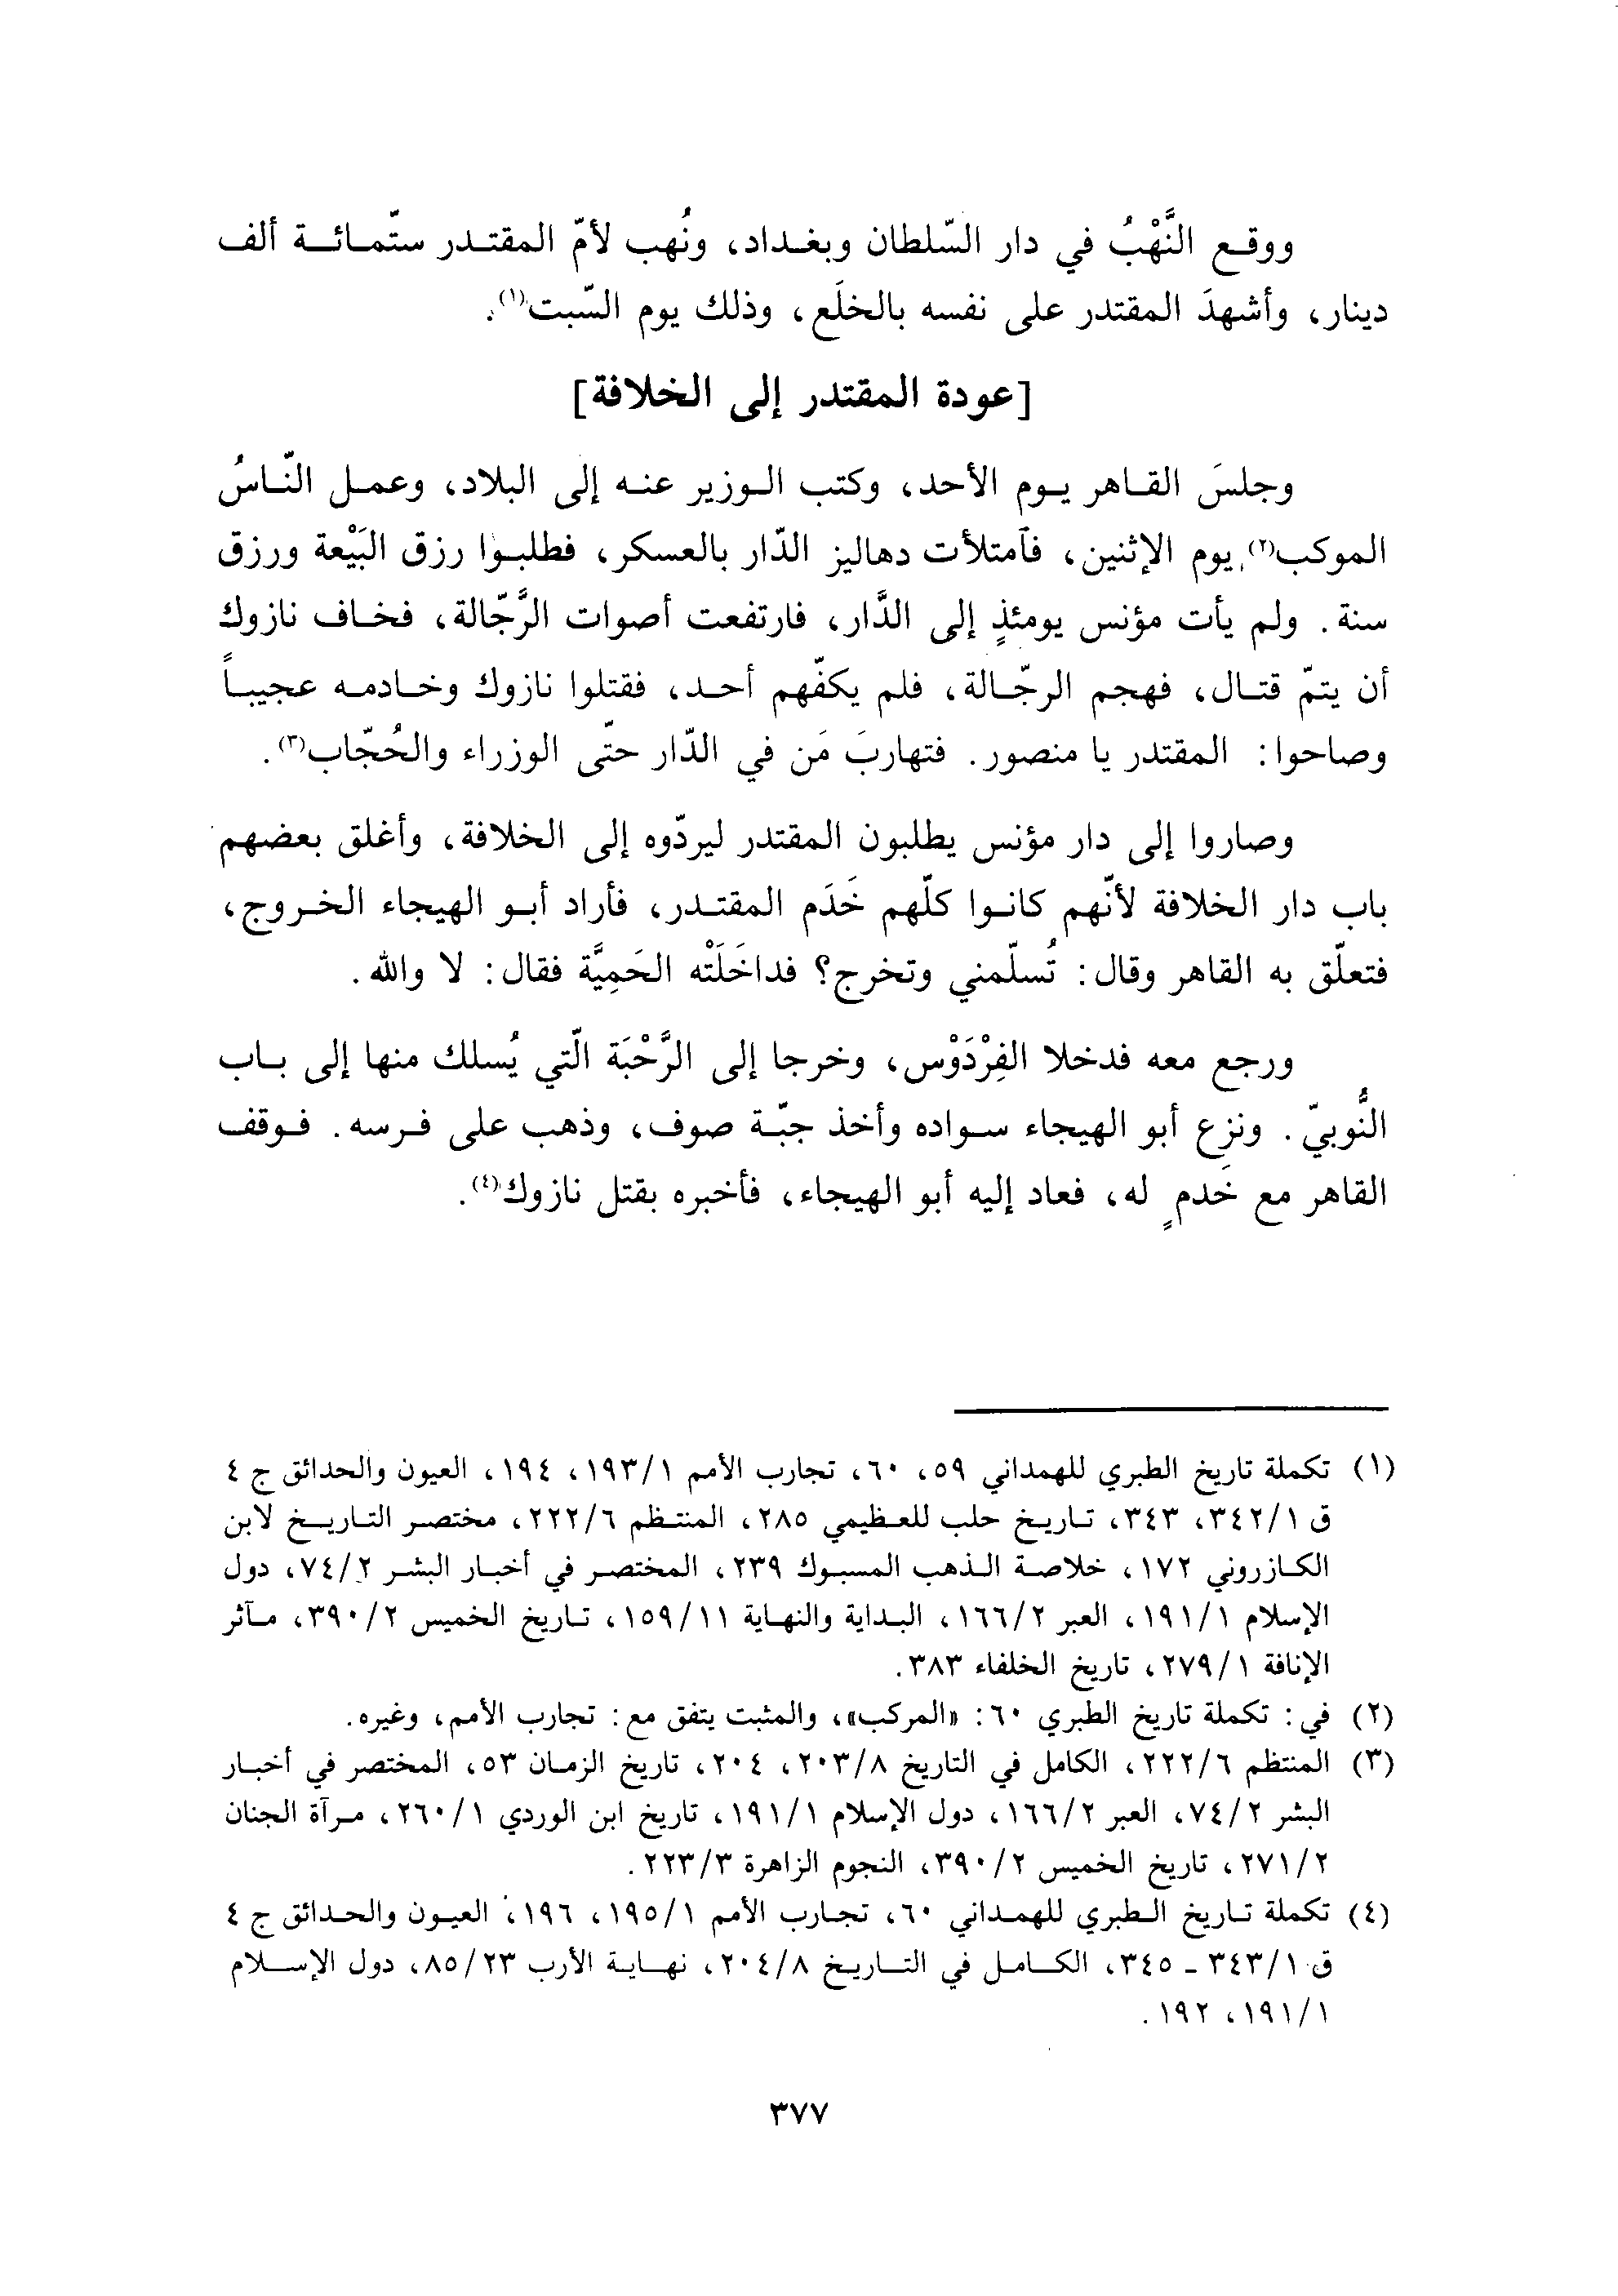 ووقع النَّهْبُ في دار السّلطان وبغداد، ونُهب لأمّ المقتدر ستّمائة ألف
دينار، وأشهدَ المقتدر على نفسه بالخلَع، وذلك يوم السّبت(١).
[عودة المقتدر إلى الخلافة]
وجلسَ القاهر يوم الأحد، وكتب الوزير عنه إلى البلاد، وعمل النّاسُ
الموكب(٢) يوم الإثنين، فآمتلأت دهاليز الدّار بالعسكر، فطلبوا رزق البَيْعة ورزق
سنة. ولم يأت مؤنس يومئذٍ إلى الدَّار، فارتفعت أصوات الرَّجّالة، فخاف نازوك
أن يتمّ قتال، فهجم الرجّالة، فلم يكفّهم أحد، فقتلوا نازوك وخادمه عجيباً
وصاحوا: المقتدر يا منصور. فتهاربَ مَن في الدّار حتّى الوزراء والحُجّاب(٣).
وصاروا إلى دار مؤنس يطلبون المقتدر ليردّوه إلى الخلافة، وأغلق بعضهم
باب دار الخلافة لأنّهم كانوا كلّهم خَدَم المقتدر، فأراد أبو الهيجاء الخروج،
فتعلّق به القاهر وقال: تُسلّمني وتخرج؟ فداخَلَتْه الحَمِيَّة فقال: لا والله.
ورجع معه فدخلا الفِرْدَوْس، وخرجا إلى الرَّحْبَة الّتي يُسلك منها إلى باب
النُّوبيّ. ونزع أبو الهيجاء سواده وأخذ جبّة صوف، وذهب على فرسه. فوقف
القاهر مع خَدمٍ له، فعاد إليه أبو الهيجاء، فأخبره بقتل نازوك(٤).
(١) تكملة تاريخ الطبري للهمداني ٥٩، ٦٠، تجارب الأمم ١٩٣/١، ١٩٤، العيون والحدائق ج ٤
ق ٣٤٢/١، ٣٤٣، تاريخ حلب للعظيمي ٢٨٥، المنتظم ٢٢٢/٦، مختصر التاريخ لابن
الكازروني ١٧٢، خلاصة الذهب المسبوك ٢٣٩، المختصر في أخبار البشر ٧٤/٢، دول
الإسلام ١٩١/١، العبر ١٦٦/٢، البداية والنهاية ١٥٩/١١، تاريخ الخميس ٣٩٠/٢، مآثر
الإنافة ٢٧٩/١، تاريخ الخلفاء ٣٨٣.
(٢) في: تكملة تاريخ الطبري ٦٠: «المركب»، والمثبت يتفق مع: تجارب الأمم، وغيره.
(٣) المنتظم ٢٢٢/٦، الكامل في التاريخ ٢٠٣/٨، ٢٠٤، تاريخ الزمان ٥٣، المختصر في أخبار
البشر ٧٤/٢، العبر ١٦٦/٢، دول الإسلام ١٩١/١، تاريخ ابن الوردي ٢٦٠/١، مرآة الجنان
٢٧١/٢، تاريخ الخميس ٣٩٠/٢، النجوم الزاهرة ٢٢٣/٣.
(٤) تكملة تاريخ الطبري للهمداني ٦٠، تجارب الأمم ١٩٥/١، ١٩٦، العيون والحدائق ج ٤
ق ٣٤٣/١ - ٣٤٥، الكامل في التاريخ ٢٠٤/٨، نهاية الأرب ٨٥/٢٣، دول الإسلام
١٩١/١، ١٩٢.
٣٧٧